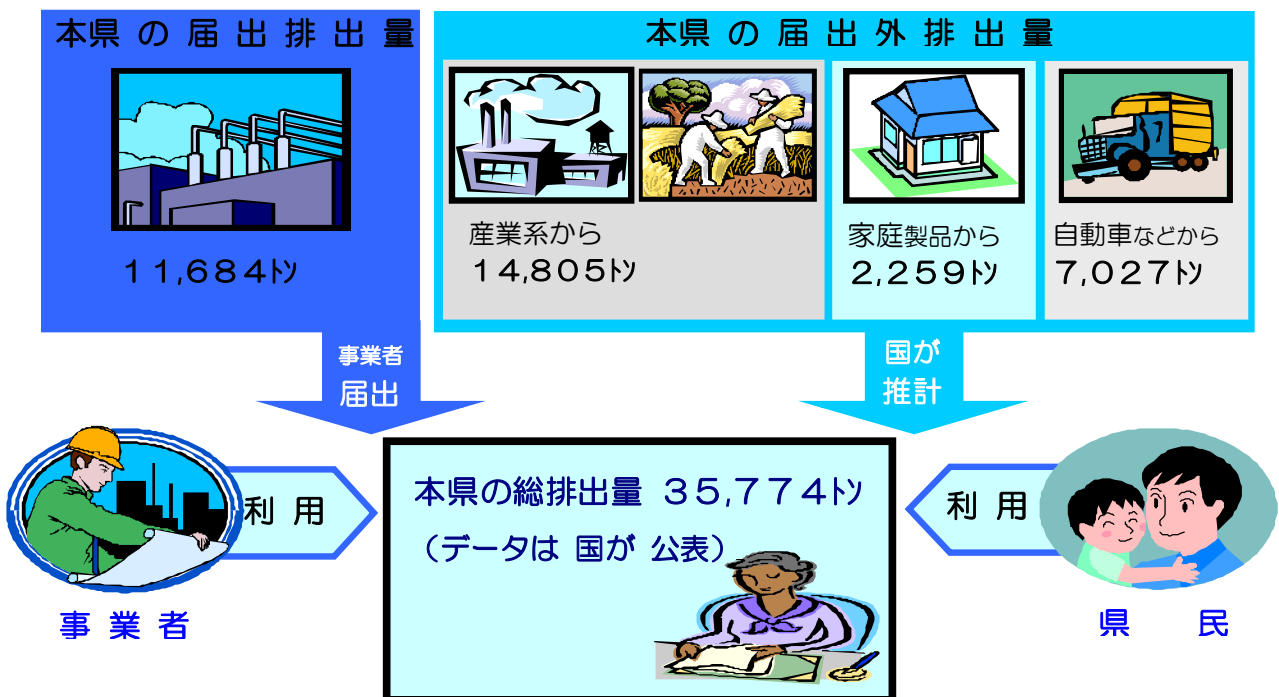 本県の届出排出量
本県の届出外排出量
産業系から
14,805トン
家庭製品から
2,259トン
自動車などから
7,027トン
11,684トン
事業者
届出
国が
推計
本県の総排出量 35,774トン
(データは 国が 公表)
利用
利用
事業者
県民